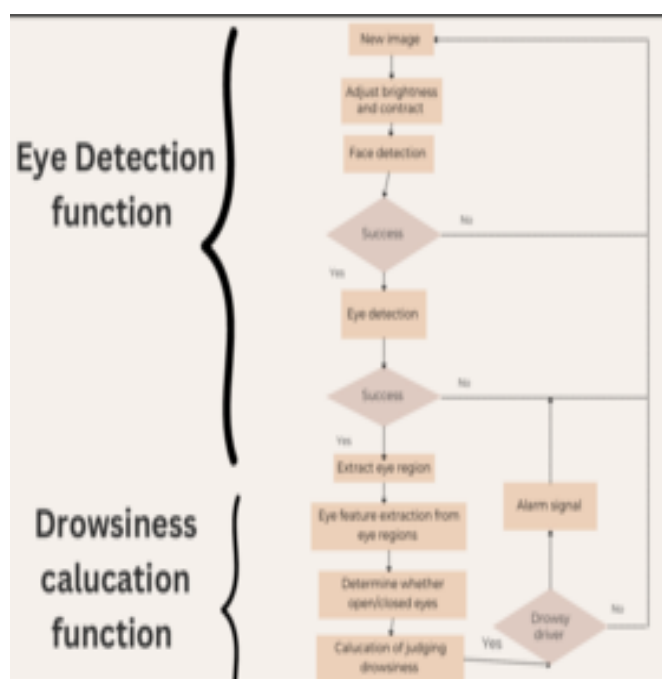 New image
Adjust brightness
and contract
Face detection
Eye Detection
function
Success
No
Yes
Eye detection
Success
No
Yes
Extract eye region
Eye feature extraction from
eye regions
Alarm signal
Drowsiness
calucation
function
Determine whether
open/closed eyes
Drowsy
driver
No
Yes
Calucation of judging
drowsiness